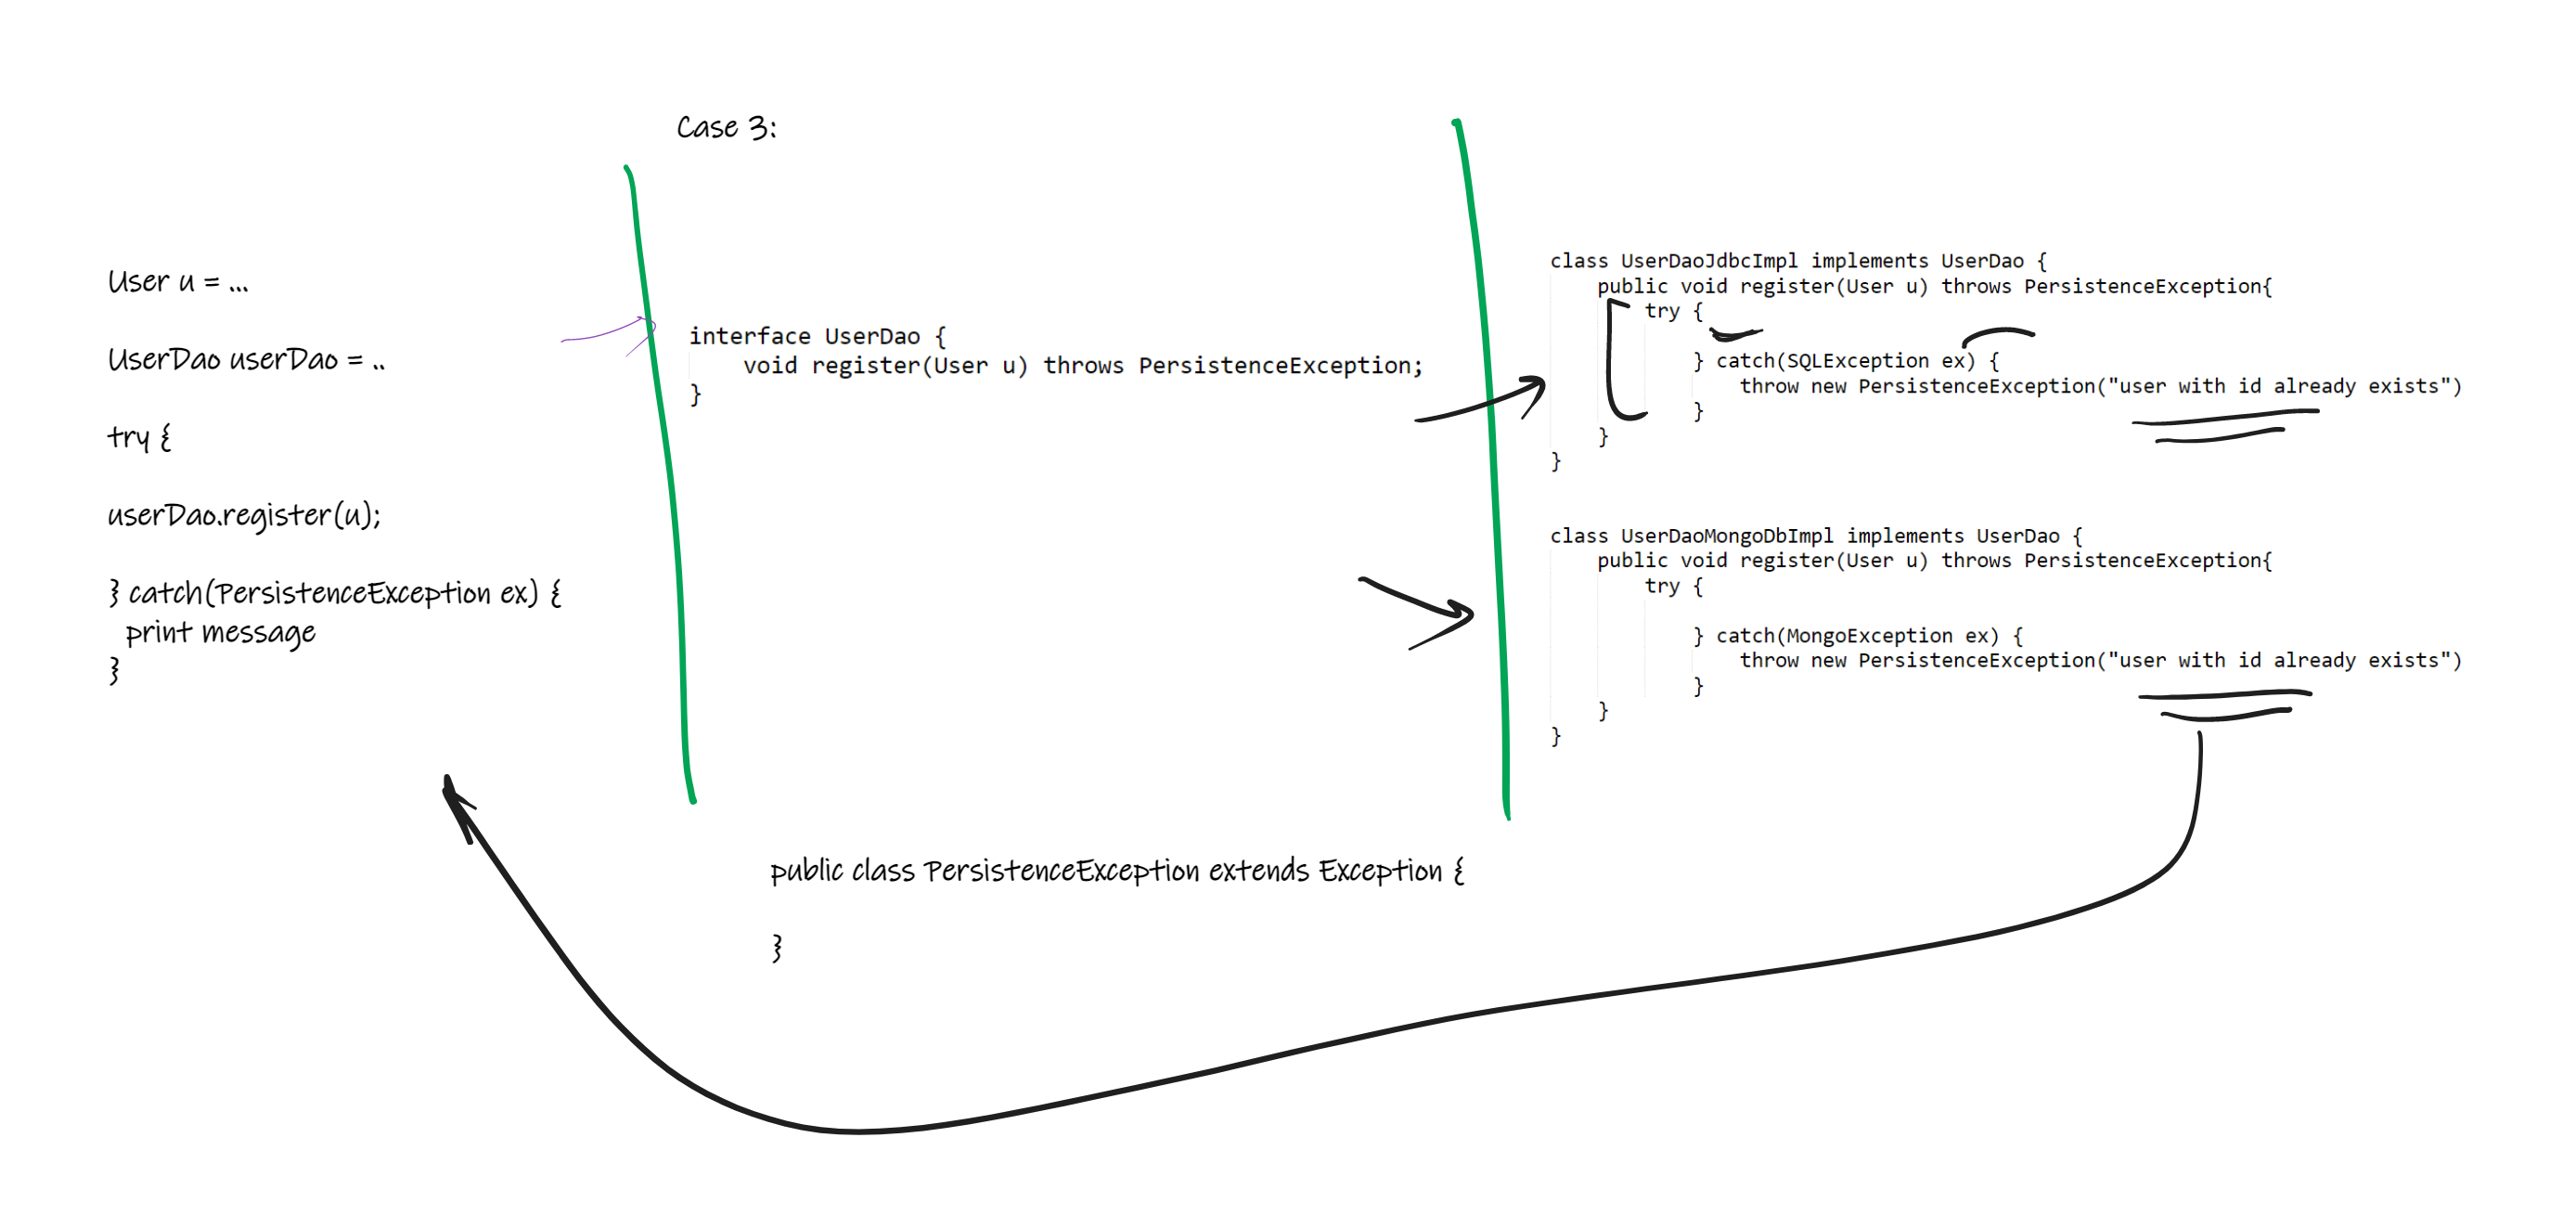 Case 3:
User u = ...
UserDao userDao = ..
try {
userDao.register(u);
} catch(PersistenceException ex) {
print message
}
interface UserDao {
void register(User u) throws PersistenceException;
}
class UserDaoJdbcImpl implements UserDao {
public void register(User u) throws PersistenceException{
try {
} catch(SQLException ex) {
throw new PersistenceException("user with id already exists")
}
}
}
class UserDaoMongoDbImpl implements UserDao {
public void register(User u) throws PersistenceException{
try {
} catch(MongoException ex) {
throw new PersistenceException("user with id already exists")
}
}
}
public class PersistenceException extends Exception {
}